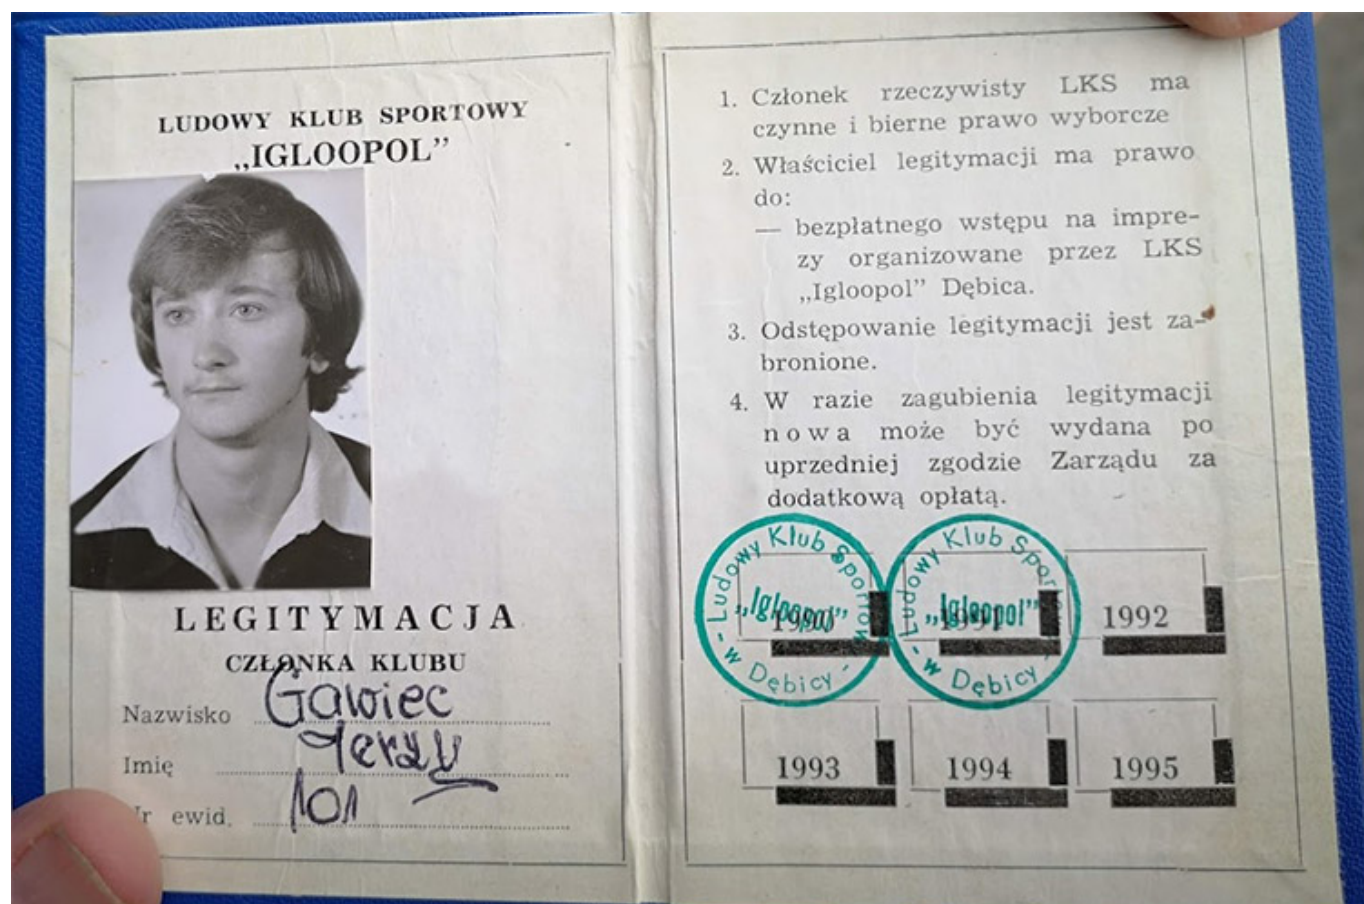 LUDOWY KLUB SPORTOWY
„IGLOOPOL”
LEGITYMACJA
CZŁONKA KLUBU
Nazwisko Gawiec
Imię Jerzy
Nr ewid. 101
1. Członek rzeczywisty LKS ma
czynne i bierne prawo wyborcze
2. Właściciel legitymacji ma prawo
do:
— bezpłatnego wstępu na impre-
zy organizowane przez LKS
„Igloopol” Dębica.
3. Odstępowanie legitymacji jest za-
bronione.
4. W razie zagubienia legitymacji
nowa może być wydana po
uprzedniej zgodzie Zarządu za
dodatkową opłatą.
- Ludowy Klub Sportowy
„Igloopol”
- w Dębicy -
- Ludowy Klub Sportowy
„Igloopol”
- w Dębicy -
1990 1991 1992
1993 1994 1995